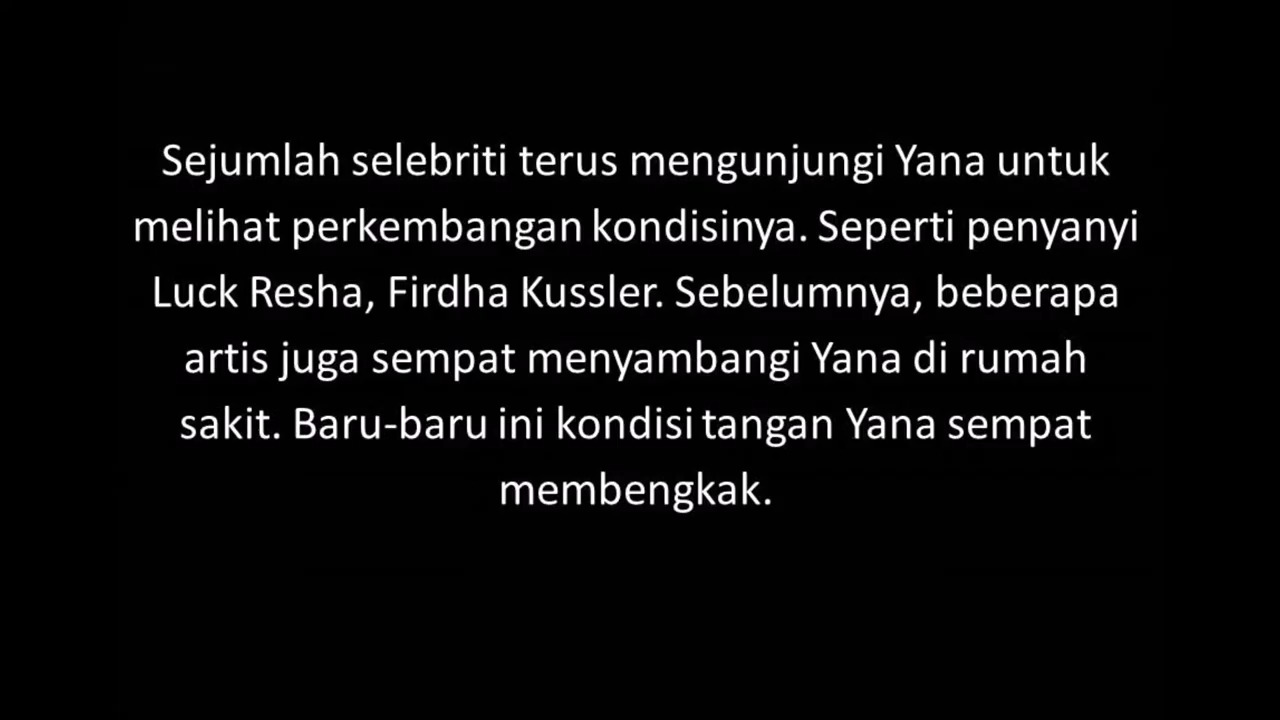 Sejumlah selebriti terus mengunjungi Yana untuk
melihat perkembangan kondisinya. Seperti penyanyi
Luck Resha, Firdha Kussler. Sebelumnya, beberapa
artis juga sempat menyambangi Yana di rumah
sakit. Baru-baru ini kondisi tangan Yana sempat
membengkak.